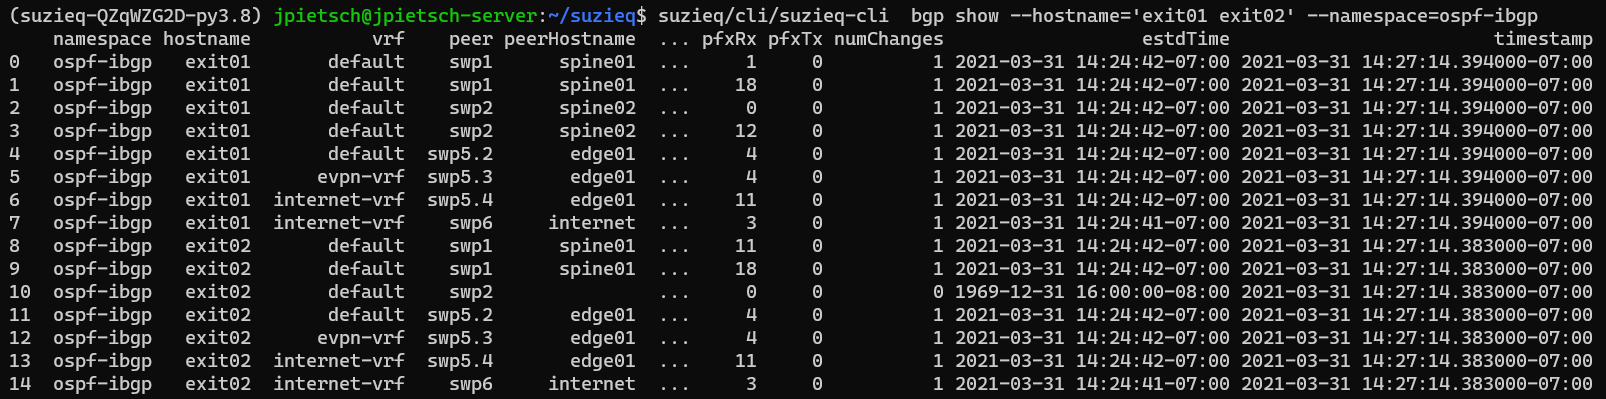 (suzieq-QZqWZG2D-py3.8) jpietsch@jpietsch-server:~/suzieq$ suzieq/cli/suzieq-cli  bgp show --hostname='exit01 exit02' --namespace=ospf-ibgp
    namespace hostname           vrf    peer peerHostname  ... pfxRx pfxTx numChanges                  estdTime                        timestamp
0   ospf-ibgp   exit01       default    swp1      spine01  ...     1     0          1 2021-03-31 14:24:42-07:00 2021-03-31 14:27:14.394000-07:00
1   ospf-ibgp   exit01       default    swp1      spine01  ...    18     0          1 2021-03-31 14:24:42-07:00 2021-03-31 14:27:14.394000-07:00
2   ospf-ibgp   exit01       default    swp2      spine02  ...     0     0          1 2021-03-31 14:24:42-07:00 2021-03-31 14:27:14.394000-07:00
3   ospf-ibgp   exit01       default    swp2      spine02  ...    12     0          1 2021-03-31 14:24:42-07:00 2021-03-31 14:27:14.394000-07:00
4   ospf-ibgp   exit01       default  swp5.2       edge01  ...     4     0          1 2021-03-31 14:24:42-07:00 2021-03-31 14:27:14.394000-07:00
5   ospf-ibgp   exit01      evpn-vrf  swp5.3       edge01  ...     4     0          1 2021-03-31 14:24:42-07:00 2021-03-31 14:27:14.394000-07:00
6   ospf-ibgp   exit01  internet-vrf  swp5.4       edge01  ...    11     0          1 2021-03-31 14:24:42-07:00 2021-03-31 14:27:14.394000-07:00
7   ospf-ibgp   exit01  internet-vrf    swp6     internet  ...     3     0          1 2021-03-31 14:24:41-07:00 2021-03-31 14:27:14.394000-07:00
8   ospf-ibgp   exit02       default    swp1      spine01  ...    11     0          1 2021-03-31 14:24:42-07:00 2021-03-31 14:27:14.383000-07:00
9   ospf-ibgp   exit02       default    swp1      spine01  ...    18     0          1 2021-03-31 14:24:42-07:00 2021-03-31 14:27:14.383000-07:00
10  ospf-ibgp   exit02       default    swp2               ...     0     0          0 1969-12-31 16:00:00-08:00 2021-03-31 14:27:14.383000-07:00
11  ospf-ibgp   exit02       default  swp5.2       edge01  ...     4     0          1 2021-03-31 14:24:42-07:00 2021-03-31 14:27:14.383000-07:00
12  ospf-ibgp   exit02      evpn-vrf  swp5.3       edge01  ...     4     0          1 2021-03-31 14:24:42-07:00 2021-03-31 14:27:14.383000-07:00
13  ospf-ibgp   exit02  internet-vrf  swp5.4       edge01  ...    11     0          1 2021-03-31 14:24:42-07:00 2021-03-31 14:27:14.383000-07:00
14  ospf-ibgp   exit02  internet-vrf    swp6     internet  ...     3     0          1 2021-03-31 14:24:41-07:00 2021-03-31 14:27:14.383000-07:00